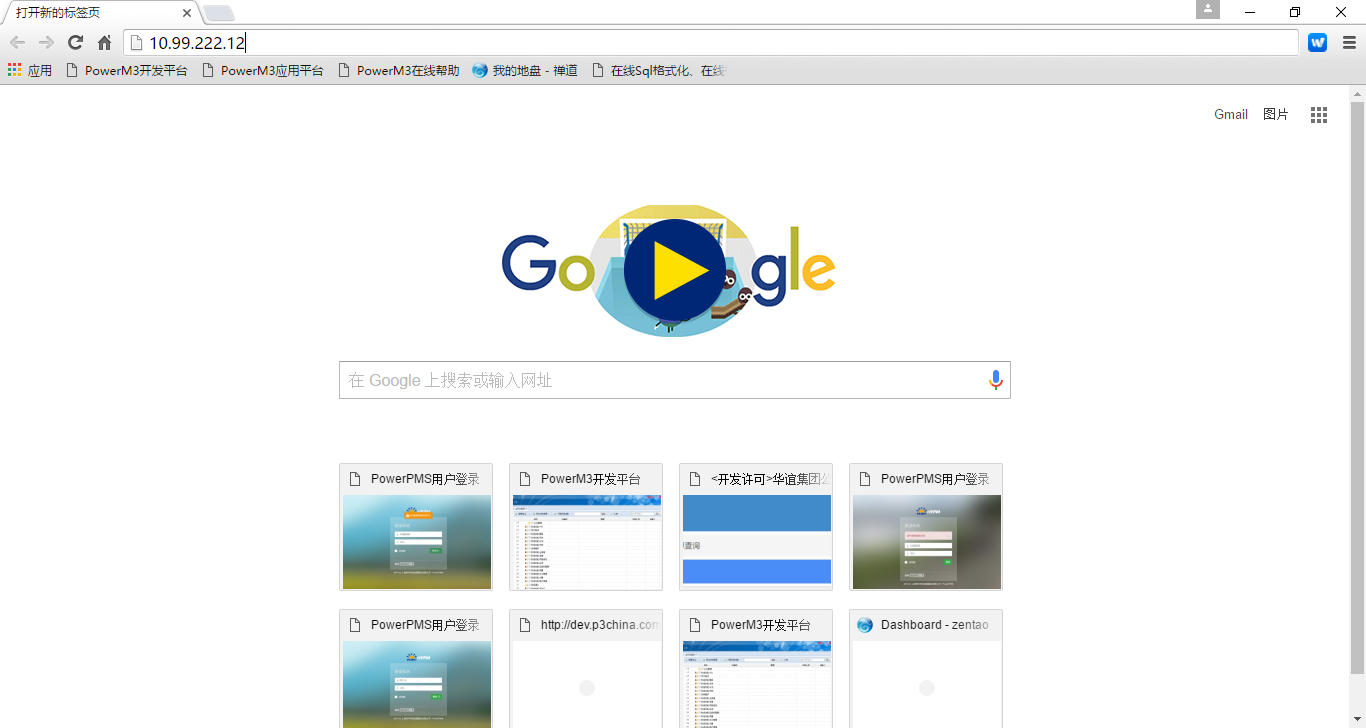 打开新的标签页
10.99.222.12
应用 PowerM3开发平台 PowerM3应用平台 PowerM3在线帮助 我的地盘 - 禅道 在线Sql格式化、在线
Gmail 图片
Google
在 Google 上搜索或输入网址
PowerPMS用户登录 PowerM3开发平台 <开发许可>华谊集团 PowerPMS用户登录
查询
PowerPMS用户登录 http://dev.p3china.com PowerM3开发平台 Dashboard - zentao